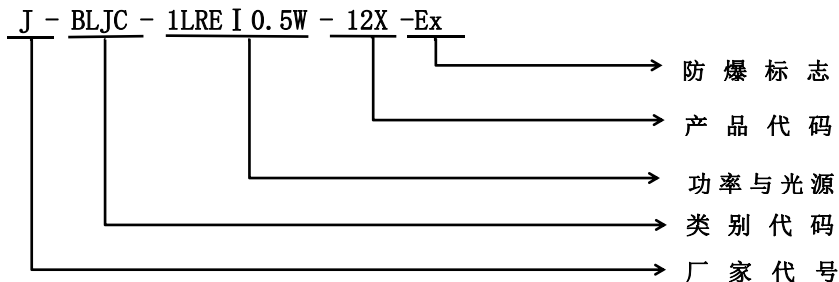 J - BLJC - 1LREⅠ0.5W - 12X -Ex
防爆标志
产品代码
功率与光源
类别代码
厂家代号